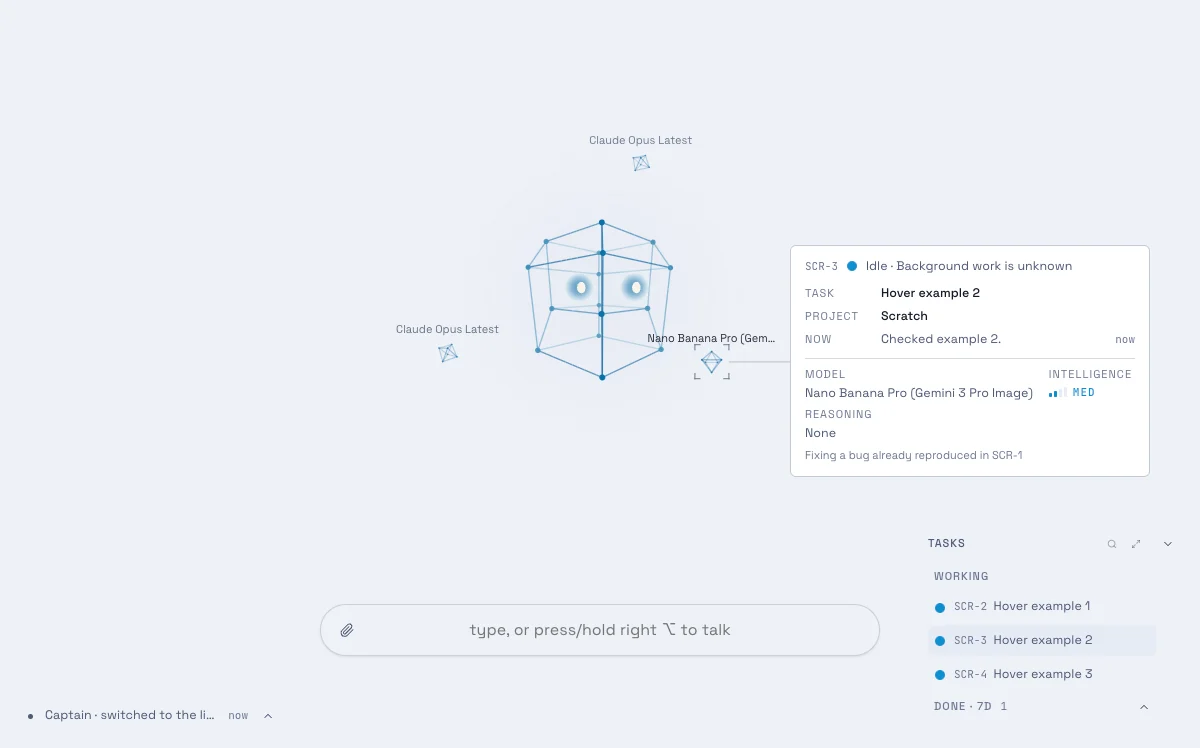 Claude Opus Latest
Claude Opus Latest
Nano Banana Pro (Gem...
SCR-3 Idle · Background work is unknown
TASK Hover example 2
PROJECT Scratch
NOW Checked example 2. now
MODEL INTELLIGENCE
Nano Banana Pro (Gemini 3 Pro Image) MED
REASONING
None
Fixing a bug already reproduced in SCR-1
TASKS
WORKING
SCR-2 Hover example 1
SCR-3 Hover example 2
SCR-4 Hover example 3
DONE · 7D 1
type, or press/hold right ⌥ to talk
Captain · switched to the li... now